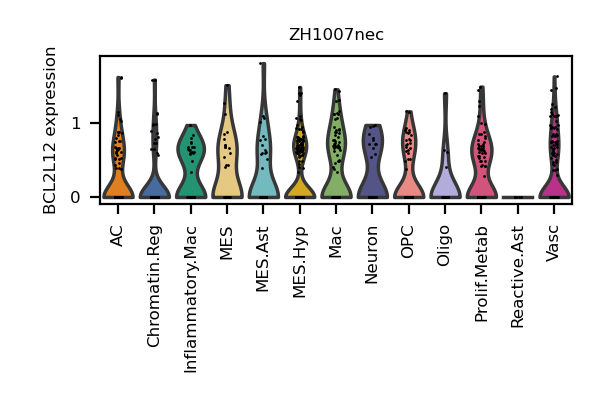 ZH1007nec
BCL2L12 expression
1
0
AC
Chromatin.Reg
Inflammatory.Mac
MES
MES.Ast
MES.Hyp
Mac
Neuron
OPC
Oligo
Prolif.Metab
Reactive.Ast
Vasc